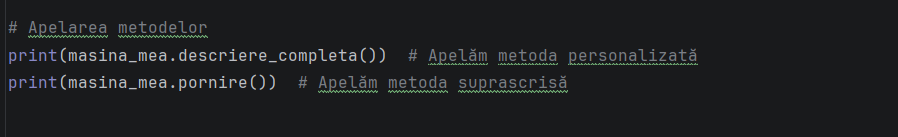 # Apelarea metodelor
print(masina_mea.descriere_completa())  # Apelăm metoda personalizată
print(masina_mea.pornire())  # Apelăm metoda suprascrisă